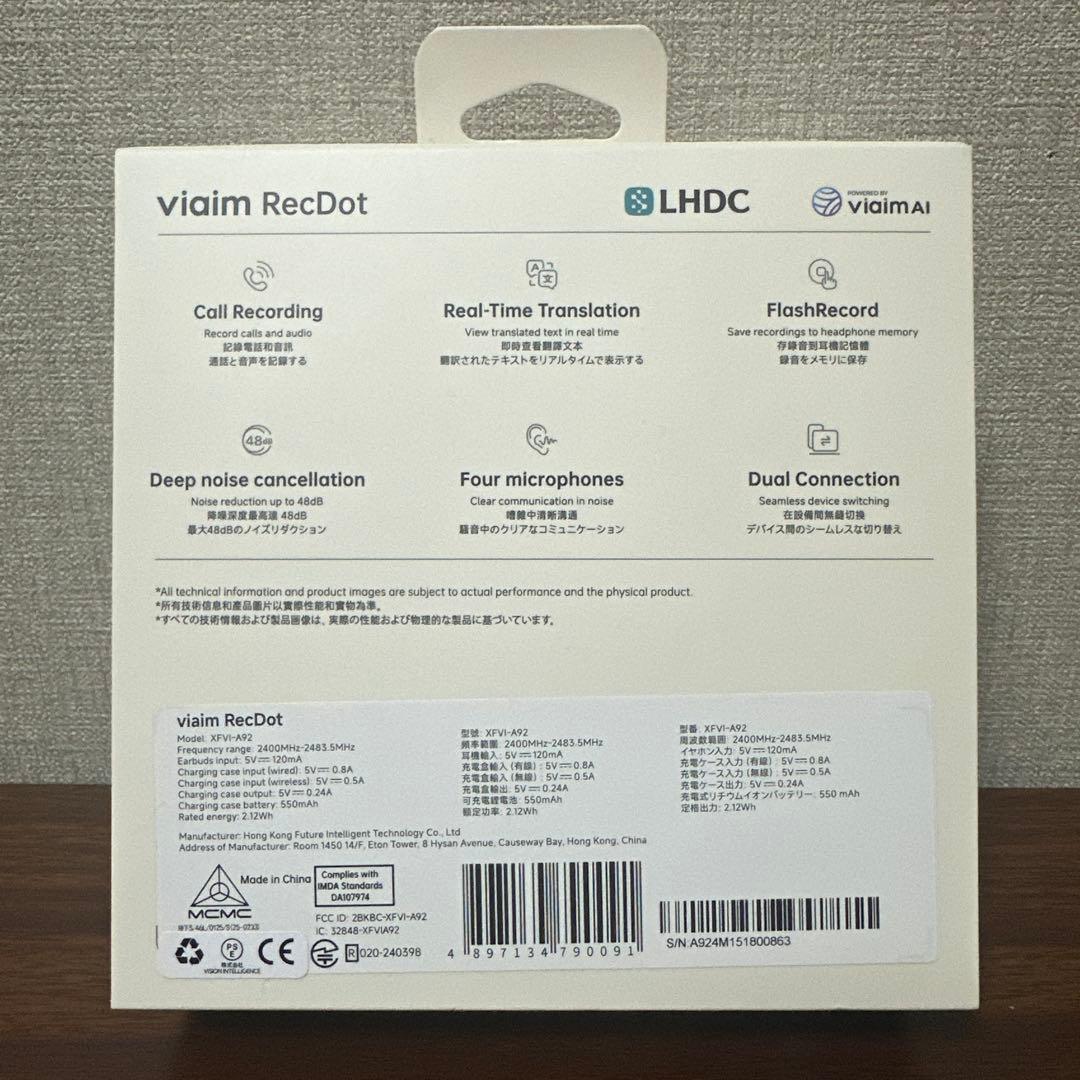 viaim RecDot
LHDC
POWERED BY
viaim AI
Call Recording
Record calls and audio
記錄電話和音訊
通話と音声を記録する
Real-Time Translation
View translated text in real time
即時查看翻譯文本
翻訳されたテキストをリアルタイムで表示する
FlashRecord
Save recordings to headphone memory
存錄音到耳機記憶體
録音をメモリに保存
48dB
Deep noise cancellation
Noise reduction up to 48dB
降噪深度最高達 48dB
最大48dBのノイズリダクション
Four microphones
Clear communication in noise
嘈雜中清晰溝通
騒音中のクリアなコミュニケーション
Dual Connection
Seamless device switching
在設備間無縫切換
デバイス間のシームレスな切り替え
*All technical information and product images are subject to actual performance and the physical product.
*所有技術信息和產品圖片以實際性能和實物為準。
*すべての技術情報および製品画像は、実際の性能および物理的な製品に基づいています。
viaim RecDot
Model: XFVI-A92
Frequency range: 2400MHz-2483.5MHz
Earbuds input: 5V⎓120mA
Charging case input (wired): 5V⎓0.8A
Charging case input (wireless): 5V⎓0.5A
Charging case output: 5V⎓0.24A
Charging case battery: 550mAh
Rated energy: 2.12Wh
型號: XFVI-A92
頻率範圍: 2400MHz-2483.5MHz
耳機輸入: 5V⎓120mA
充電盒輸入 (有線) : 5V⎓0.8A
充電盒輸入 (無線) : 5V⎓0.5A
充電盒輸出: 5V⎓0.24A
可充電鋰電池: 550mAh
額定功率: 2.12Wh
型番: XFVI-A92
周波数範囲: 2400MHz-2483.5MHz
イヤホン入力: 5V⎓120mA
充電ケース入力 (有線) : 5V⎓0.8A
充電ケース入力 (無線) : 5V⎓0.5A
充電ケース出力: 5V⎓0.24A
充電式リチウムイオンバッテリー: 550 mAh
定格出力: 2.12Wh
Manufacturer: Hong Kong Future Intelligent Technology Co., Ltd
Address of Manufacturer: Room 1450 14/F, Eton Tower, 8 Hysan Avenue, Causeway Bay, Hong Kong, China
MCMC
Made in China
Complies with
IMDA Standards
DA107974
FCC ID: 2BKBC-XFVI-A92
IC: 32848-XFVIA92
R 020-240398
PSE
株式会社
VISION INTELLIGENCE
CE
4 897134 790091
S/N:A924M151800863